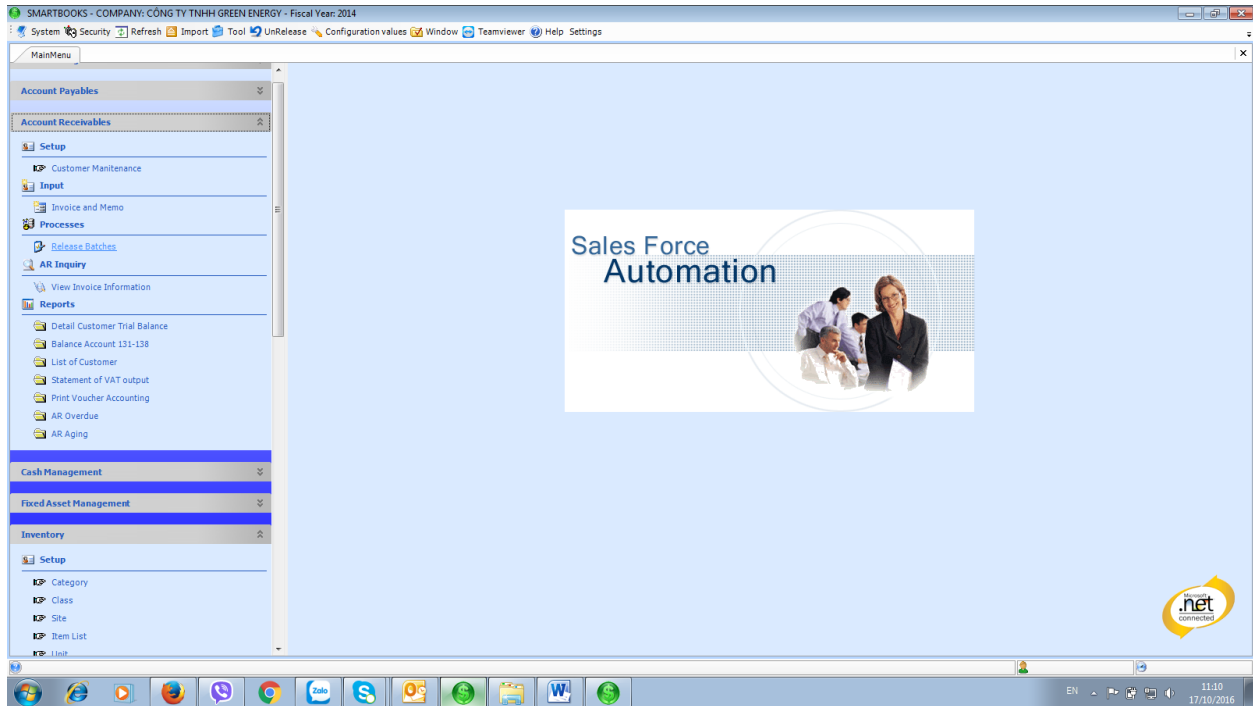 SMARTBOOKS - COMPANY: CÔNG TY TNHH GREEN ENERGY - Fiscal Year: 2014
System Security Refresh Import Tool UnRelease Configuration values Window Teamviewer Help Settings
MainMenu
Account Payables
Account Receivables
Setup
Customer Manitenance
Input
Invoice and Memo
Processes
Release Batches
AR Inquiry
View Invoice Information
Reports
Detail Customer Trial Balance
Balance Account 131-138
List of Customer
Statement of VAT output
Print Voucher Accounting
AR Overdue
AR Aging
Cash Management
Fixed Asset Management
Inventory
Setup
Category
Class
Site
Item List
Unit
Sales Force
Automation
Microsoft
.net
connected
Zalo
EN
11:10
17/10/2016